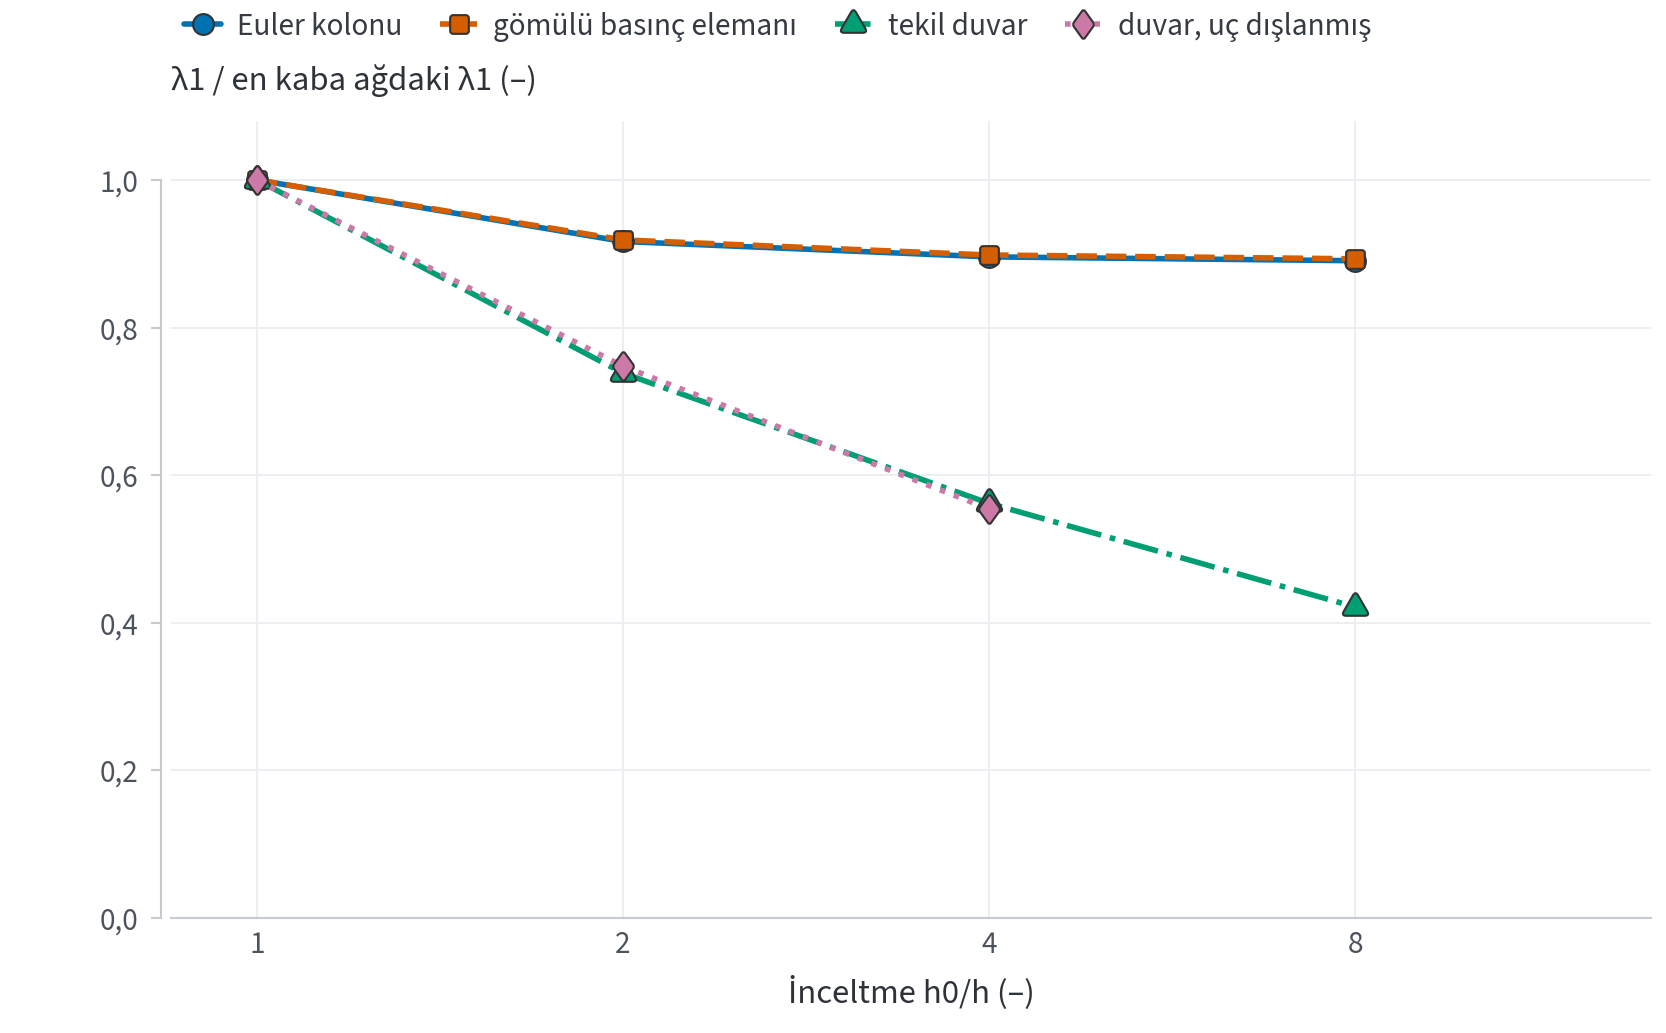 Euler kolonu gömülü basınç elemanı tekil duvar duvar, uç dışlanmış
λ1 / en kaba ağdaki λ1 (–)
1,0
0,8
0,6
0,4
0,2
0,0
1 2 4 8
İnceltme h0/h (–)